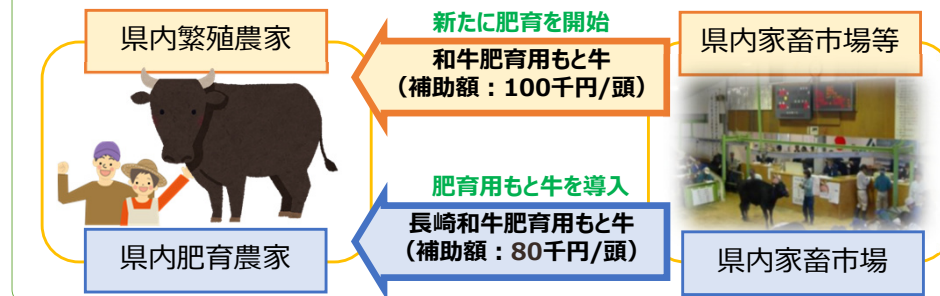 県内繁殖農家
新たに肥育を開始
和牛肥育用もと牛
（補助額：100千円/頭）
県内家畜市場等
肥育用もと牛を導入
長崎和牛肥育用もと牛
（補助額：80千円/頭）
県内肥育農家
県内家畜市場